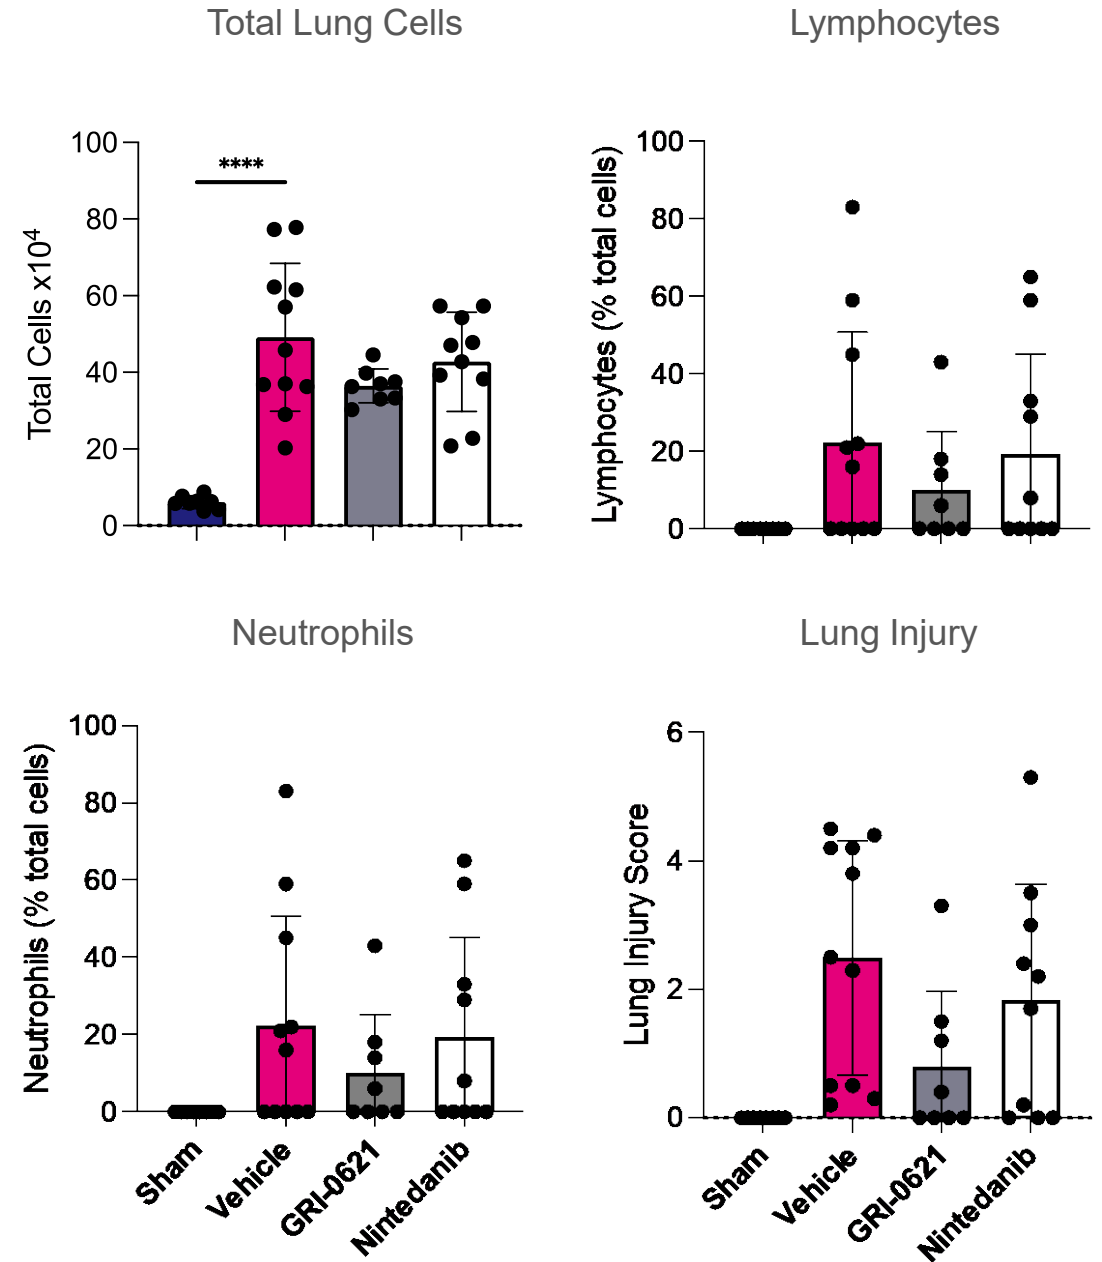 Total Lung Cells
Total Cells x10⁴
100
80
60
40
20
0
****
Lymphocytes
Lymphocytes (% total cells)
100
80
60
40
20
0
Neutrophils
Neutrophils (% total cells)
100
80
60
40
20
0
Sham
Vehicle
GRI-0621
Nintedanib
Lung Injury
Lung Injury Score
6
4
2
0
Sham
Vehicle
GRI-0621
Nintedanib